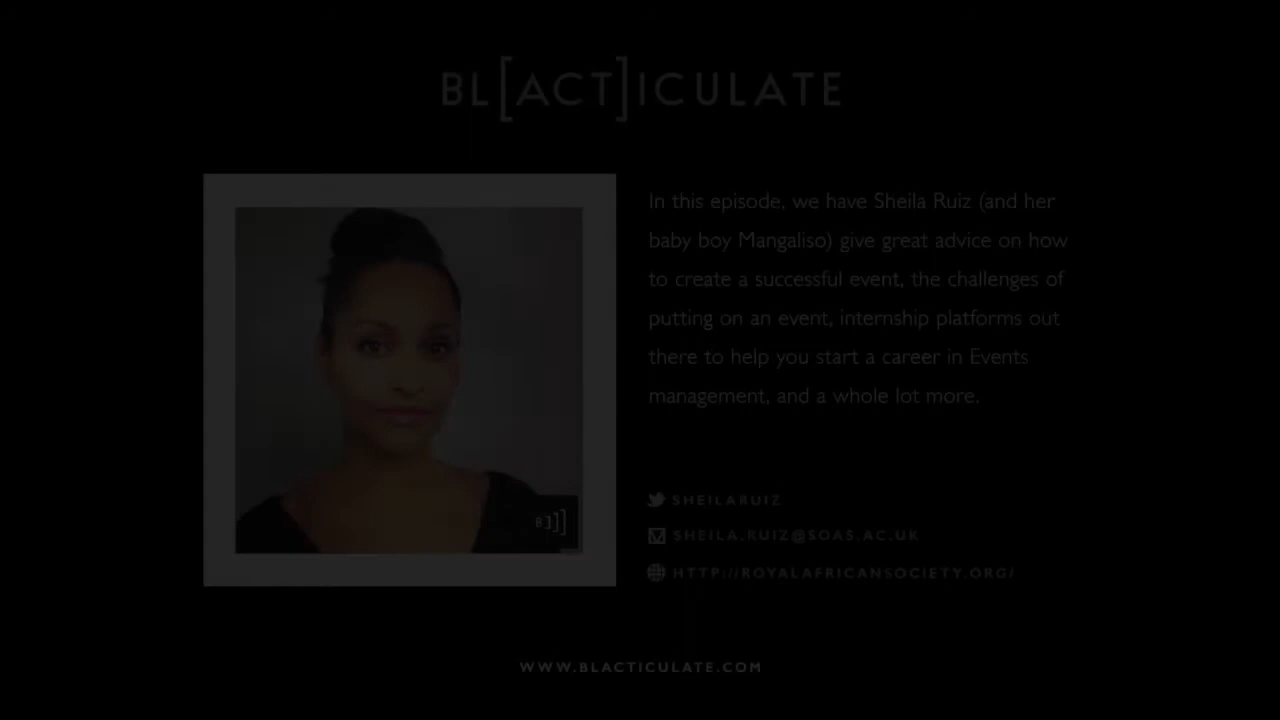 BL[ACT]ICULATE
In this episode, we have Sheila Ruiz (and her
baby boy Mangaliso) give great advice on how
to create a successful event, the challenges of
putting on an event, internship platforms out
there to help you start a career in Events
management, and a whole lot more.
B]]]
SHEILARUIZ
SHEILA.RUIZ@SOAS.AC.UK
HTTP://ROYALAFRICANSOCIETY.ORG/
WWW.BLACTICULATE.COM